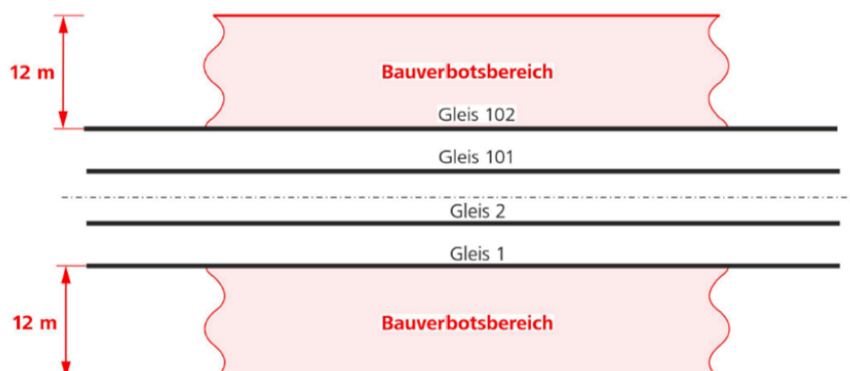 12 m
Bauverbotsbereich
Gleis 102
Gleis 101
Gleis 2
Gleis 1
12 m
Bauverbotsbereich